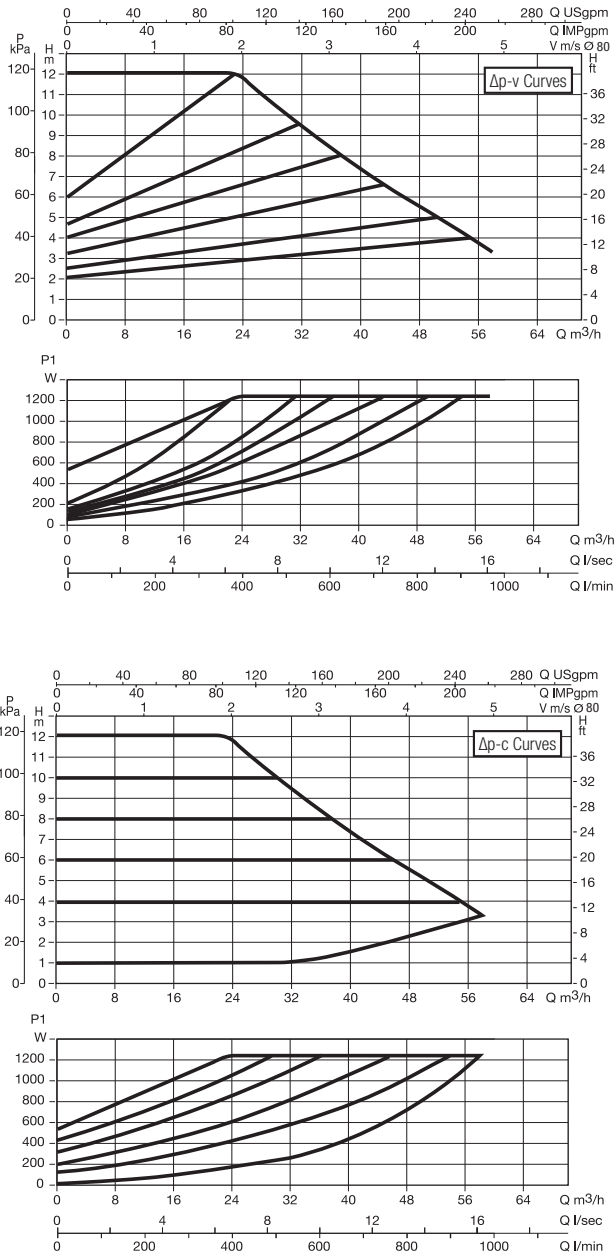 0 40 80 120 160 200 240 280 Q USgpm
0 40 80 120 160 200 Q IMPgpm
0 1 2 3 4 5 V m/s Ø 80
P
kPa
H
m
H
ft
120
100
80
60
40
20
0
12
11
10
9
8
7
6
5
4
3
2
1
0
Δp-v Curves
36
32
28
24
20
16
12
8
4
0
0 8 16 24 32 40 48 56 64 Q m³/h
P1
W
1200
1000
800
600
400
200
0
0 8 16 24 32 40 48 56 64 Q m³/h
0 4 8 12 16 Q l/sec
0 200 400 600 800 1000 Q l/min
0 40 80 120 160 200 240 280 Q USgpm
0 40 80 120 160 200 Q IMPgpm
0 1 2 3 4 5 V m/s Ø 80
P
kPa
H
m
H
ft
120
100
80
60
40
20
0
12
11
10
9
8
7
6
5
4
3
2
1
0
Δp-c Curves
36
32
28
24
20
16
12
8
4
0
0 8 16 24 32 40 48 56 64 Q m³/h
P1
W
1200
1000
800
600
400
200
0
0 8 16 24 32 40 48 56 64 Q m³/h
0 4 8 12 16 Q l/sec
0 200 400 600 800 1000 Q l/min